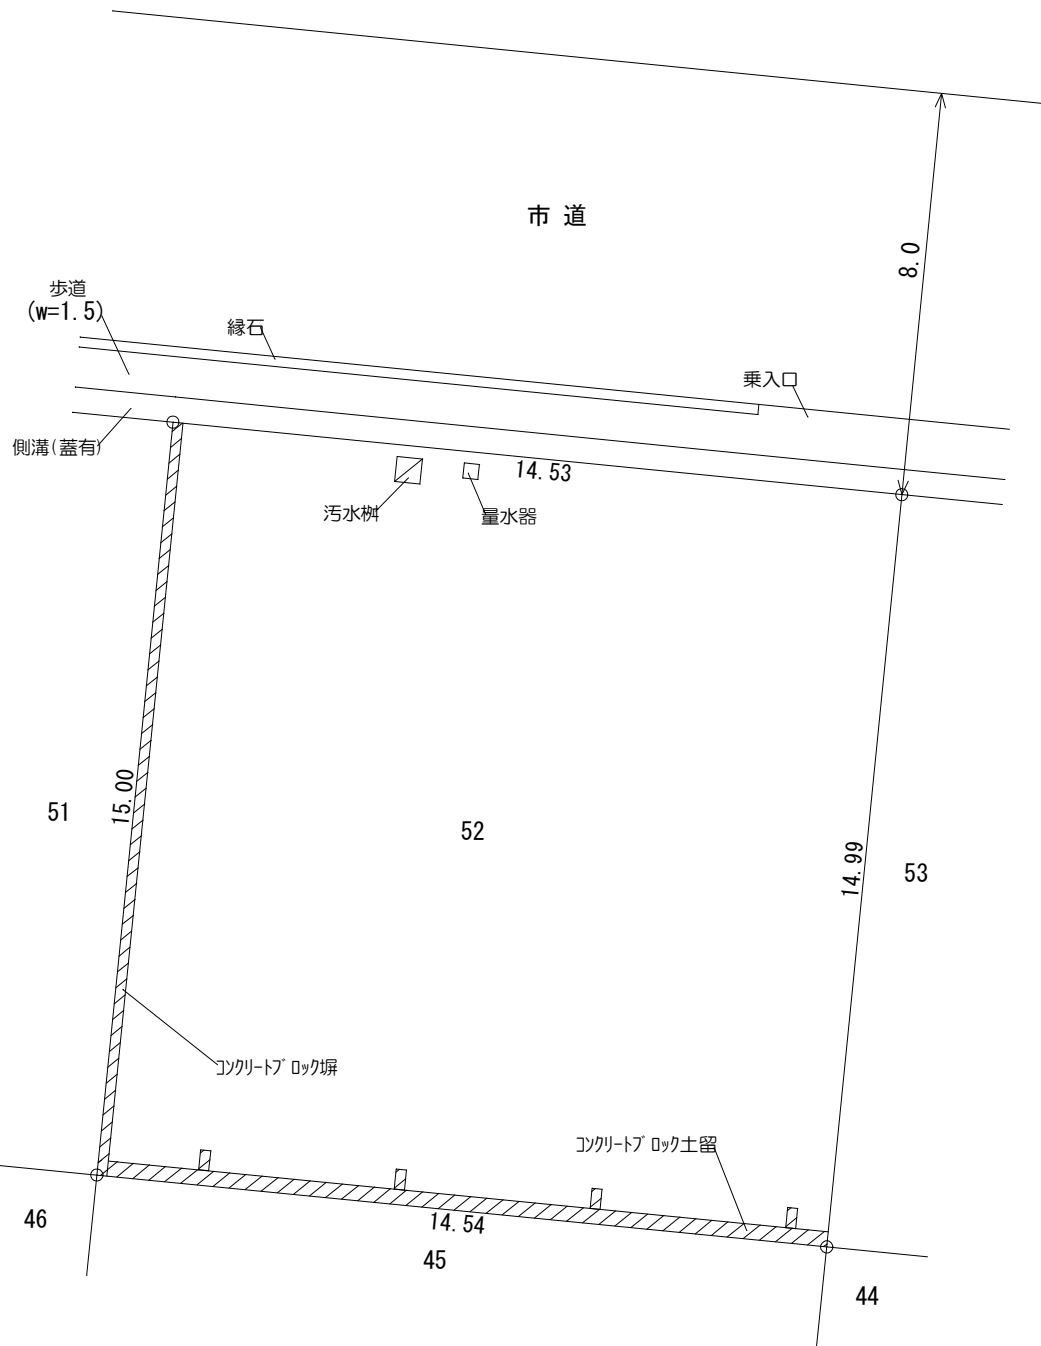 市道
8.0
歩道
(w=1.5)
縁石
乗入口
側溝(蓋有)
14.53
汚水桝
量水器
51
15.00
52
14.99
53
ｺﾝｸﾘｰﾄﾌﾞﾛｯｸ塀
ｺﾝｸﾘｰﾄﾌﾞﾛｯｸ土留
46
14.54
45
44